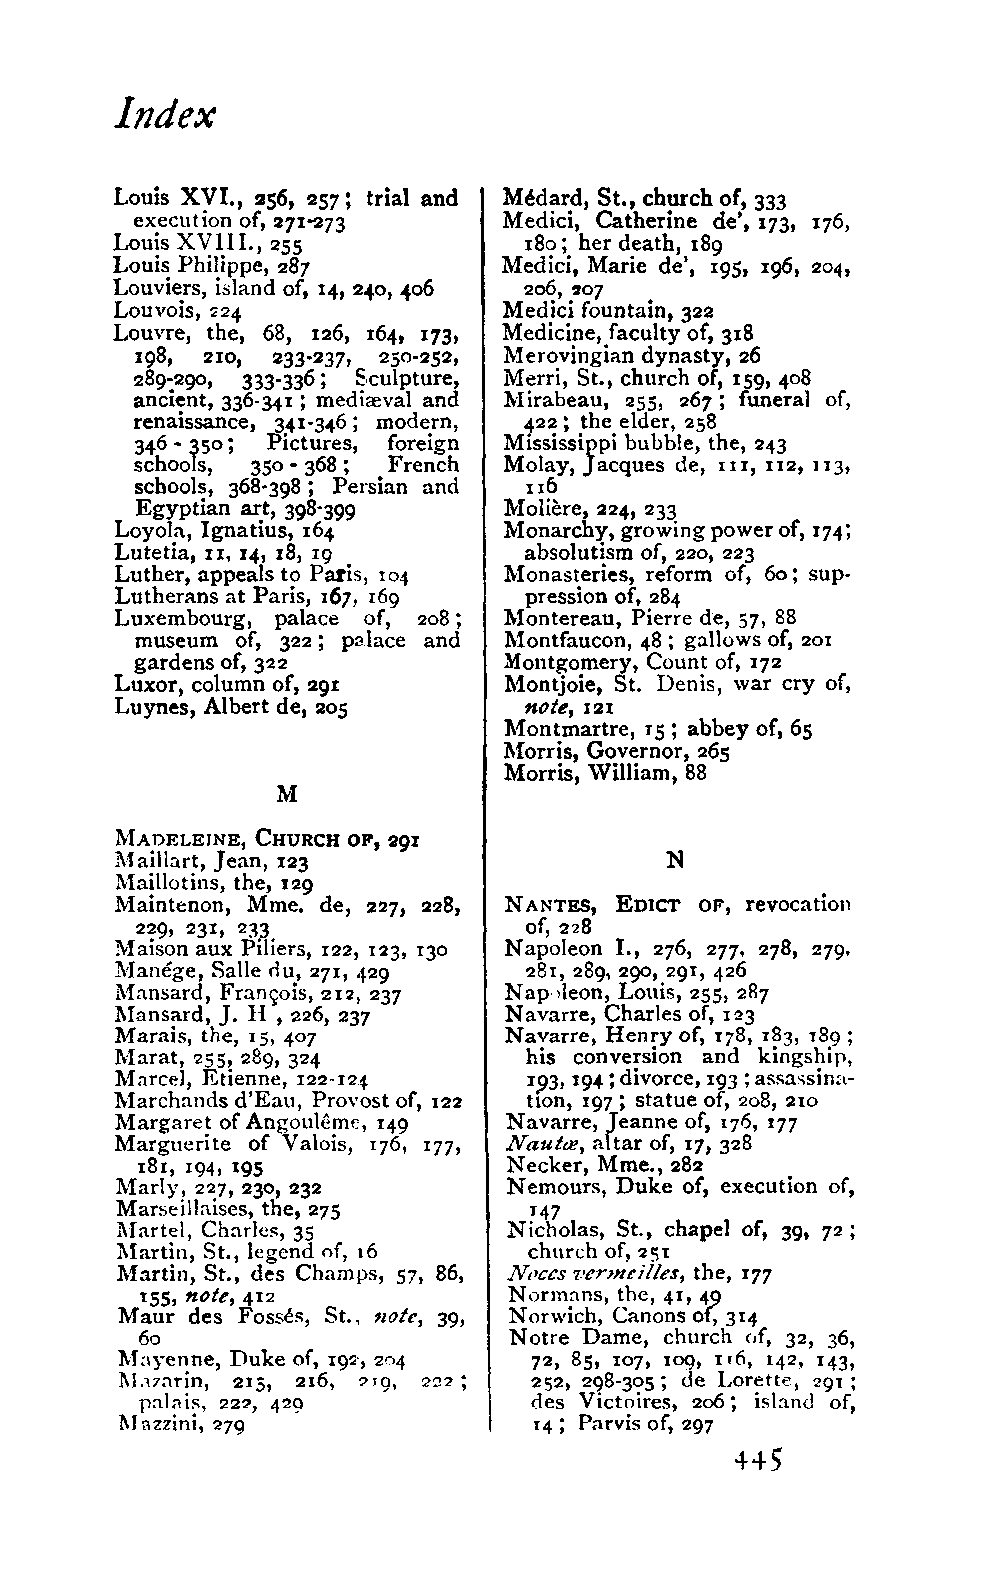 Index
Louis XVI., 256, 257; trial and
execution of, 271-273
Louis XVIII., 255
Louis Philippe, 287
Louviers, island of, 14, 240, 406
Louvois, 224
Louvre, the, 68, 126, 164, 173,
198, 210, 233-237, 250-252,
289-290, 333-336; Sculpture,
ancient, 336-341; mediæval and
renaissance, 341-346; modern,
346-350; Pictures, foreign
schools, 350-368; French
schools, 368-398; Persian and
Egyptian art, 398-399
Loyola, Ignatius, 164
Lutetia, 11, 14, 18, 19
Luther, appeals to Paris, 104
Lutherans at Paris, 167, 169
Luxembourg, palace of, 208;
museum of, 322; palace and
gardens of, 322
Luxor, column of, 291
Luynes, Albert de, 205
M
MADELEINE, CHURCH OF, 291
Maillart, Jean, 123
Maillotins, the, 129
Maintenon, Mme. de, 227, 228,
229, 231, 233
Maison aux Piliers, 122, 123, 130
Manége, Salle du, 271, 429
Mansard, François, 212, 237
Mansard, J. H , 226, 237
Marais, the, 15, 407
Marat, 255, 289, 324
Marcel, Etienne, 122-124
Marchands d'Eau, Provost of, 122
Margaret of Angoulême, 149
Marguerite of Valois, 176, 177,
181, 194, 195
Marly, 227, 230, 232
Marseillaises, the, 275
Martel, Charles, 35
Martin, St., legend of, 16
Martin, St., des Champs, 57, 86,
155, note, 412
Maur des Fossés, St., note, 39,
60
Mayenne, Duke of, 192, 204
Mazarin, 215, 216, 219, 222;
palais, 222, 429
Mazzini, 279
Médard, St., church of, 333
Medici, Catherine de', 173, 176,
180; her death, 189
Medici, Marie de', 195, 196, 204,
206, 207
Medici fountain, 322
Medicine, faculty of, 318
Merovingian dynasty, 26
Merri, St., church of, 159, 408
Mirabeau, 255, 267; funeral of,
422; the elder, 258
Mississippi bubble, the, 243
Molay, Jacques de, 111, 112, 113,
116
Molière, 224, 233
Monarchy, growing power of, 174;
absolutism of, 220, 223
Monasteries, reform of, 60; sup-
pression of, 284
Montereau, Pierre de, 57, 88
Montfaucon, 48; gallows of, 201
Montgomery, Count of, 172
Montjoie, St. Denis, war cry of,
note, 121
Montmartre, 15; abbey of, 65
Morris, Governor, 265
Morris, William, 88
N
NANTES, EDICT OF, revocation
of, 228
Napoleon I., 276, 277, 278, 279,
281, 289, 290, 291, 426
Napoleon, Louis, 255, 287
Navarre, Charles of, 123
Navarre, Henry of, 178, 183, 189;
his conversion and kingship,
193, 194; divorce, 193; assassina-
tion, 197; statue of, 208, 210
Navarre, Jeanne of, 176, 177
Nautæ, altar of, 17, 328
Necker, Mme., 282
Nemours, Duke of, execution of,
147
Nicholas, St., chapel of, 39, 72;
church of, 251
Noces vermeilles, the, 177
Normans, the, 41, 49
Norwich, Canons of, 314
Notre Dame, church of, 32, 36,
72, 85, 107, 109, 116, 142, 143,
252, 298-305; de Lorette, 291;
des Victoires, 206; island of,
14; Parvis of, 297
445